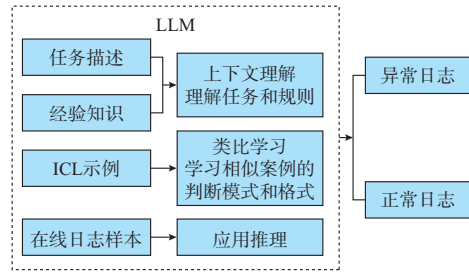 LLM
任务描述
经验知识
上下文理解
理解任务和规则
ICL示例
类比学习
学习相似案例的
判断模式和格式
在线日志样本
应用推理
异常日志
正常日志